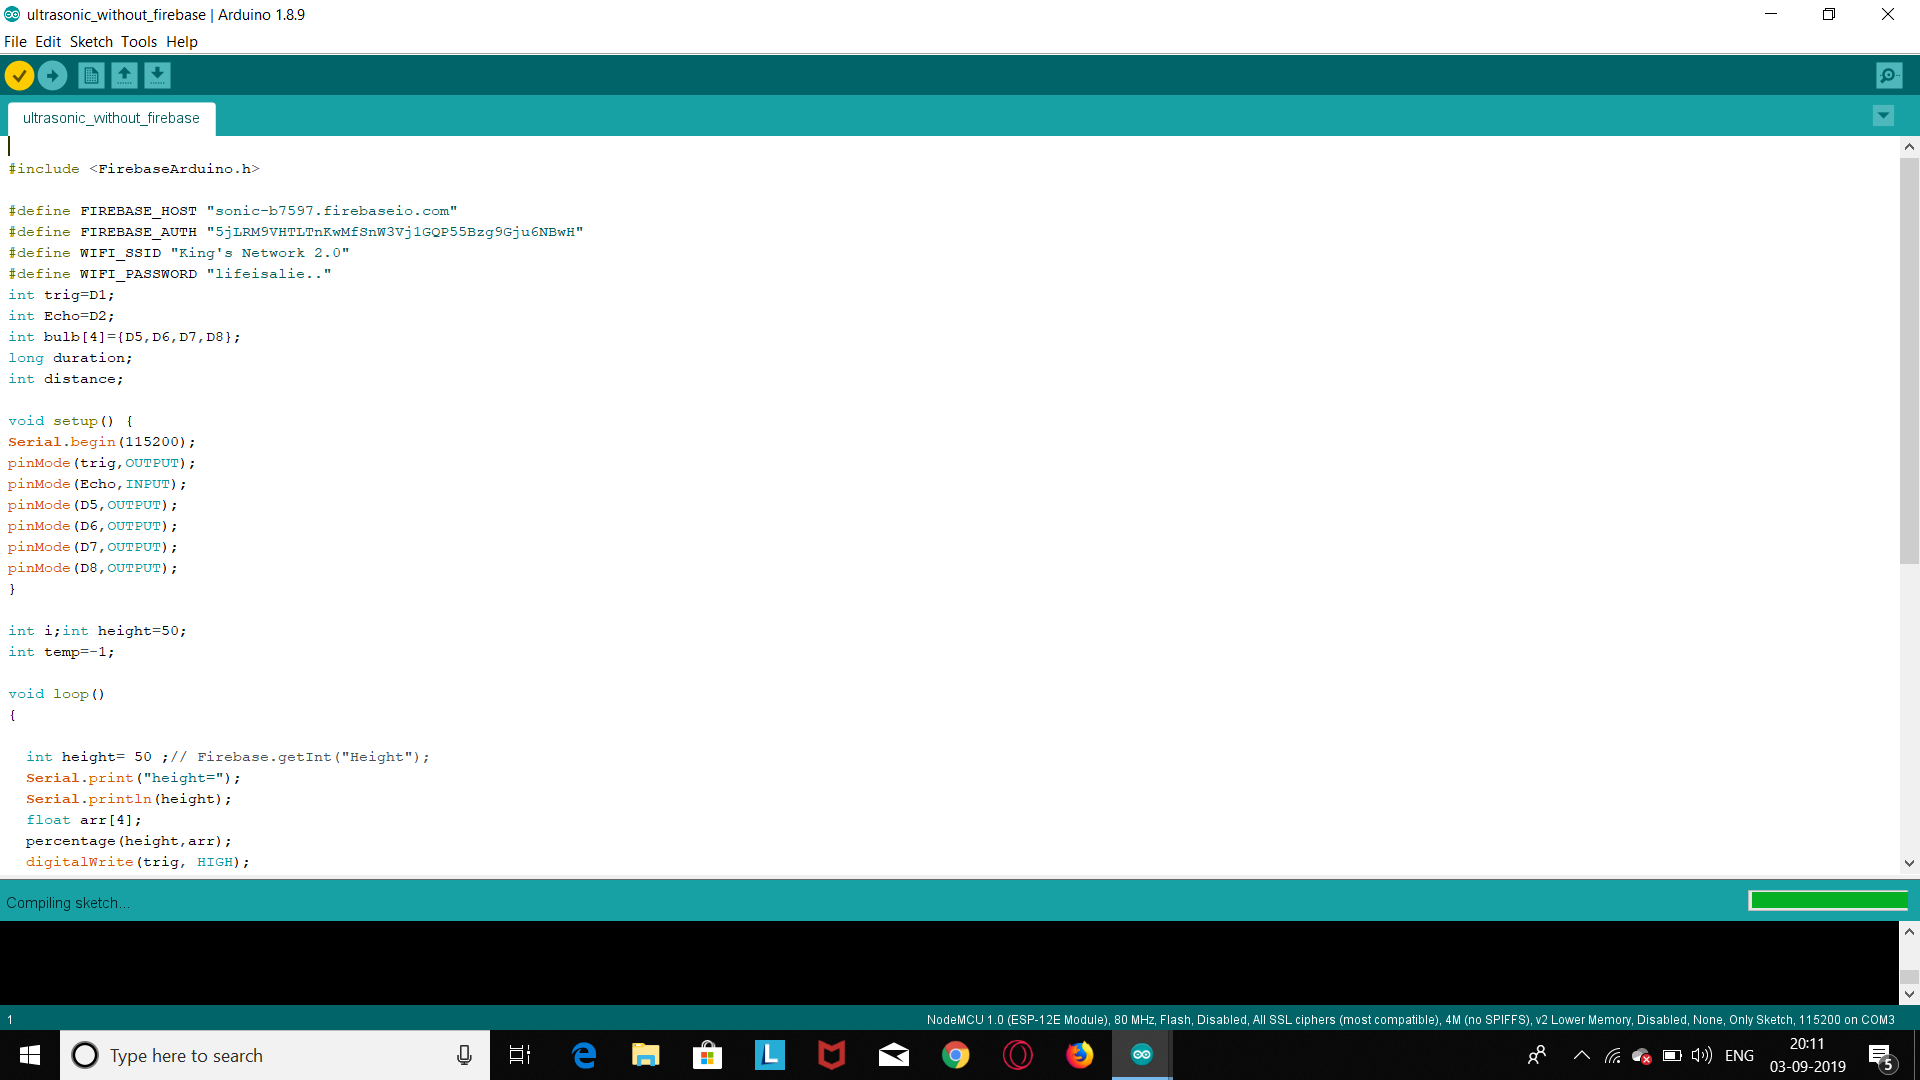 ultrasonic_without_firebase | Arduino 1.8.9
File Edit Sketch Tools Help
ultrasonic_without_firebase
#include <FirebaseArduino.h>
#define FIREBASE_HOST "sonic-b7597.firebaseio.com"
#define FIREBASE_AUTH "5jLRM9VHTLTnKwMfSnW3Vj1GQP55Bzg9Gju6NBwH"
#define WIFI_SSID "King's Network 2.0"
#define WIFI_PASSWORD "lifeisalie.."
int trig=D1;
int Echo=D2;
int bulb[4]={D5,D6,D7,D8};
long duration;
int distance;
void setup() {
Serial.begin(115200);
pinMode(trig,OUTPUT);
pinMode(Echo,INPUT);
pinMode(D5,OUTPUT);
pinMode(D6,OUTPUT);
pinMode(D7,OUTPUT);
pinMode(D8,OUTPUT);
}
int i;int height=50;
int temp=-1;
void loop()
{
int height= 50 ;// Firebase.getInt("Height");
Serial.print("height=");
Serial.println(height);
float arr[4];
percentage(height,arr);
digitalWrite(trig, HIGH);
Compiling sketch...
1
NodeMCU 1.0 (ESP-12E Module), 80 MHz, Flash, Disabled, All SSL ciphers (most compatible), 4M (no SPIFFS), v2 Lower Memory, Disabled, None, Only Sketch, 115200 on COM3
Type here to search
L
ENG
20:11
03-09-2019
5